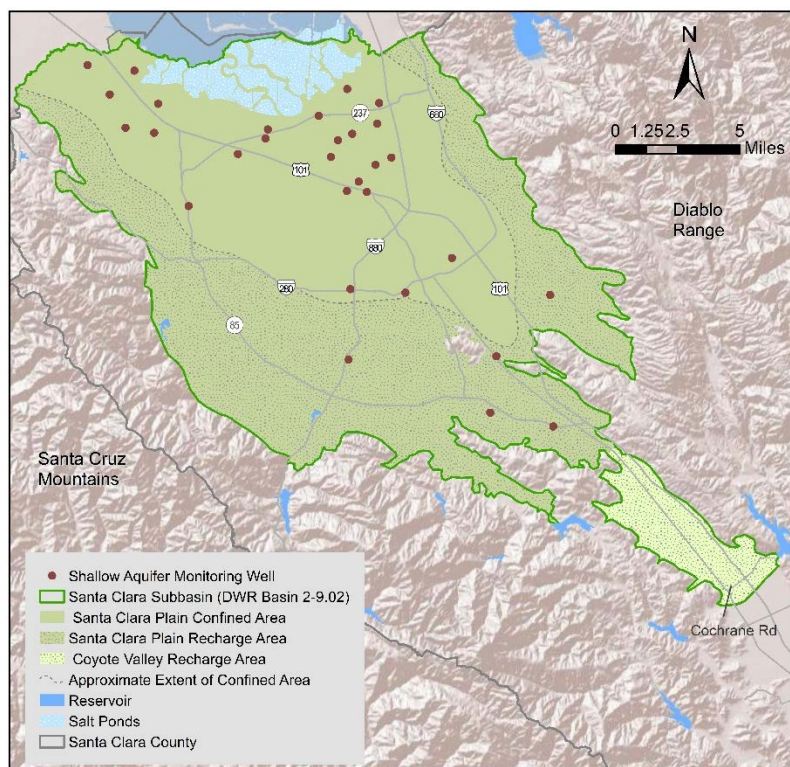 N
0 1.25 2.5 5
Miles
237
680
101
Diablo
Range
880
280
101
85
Santa Cruz
Mountains
Cochrane Rd
Shallow Aquifer Monitoring Well
Santa Clara Subbasin (DWR Basin 2-9.02)
Santa Clara Plain Confined Area
Santa Clara Plain Recharge Area
Coyote Valley Recharge Area
Approximate Extent of Confined Area
Reservoir
Salt Ponds
Santa Clara County